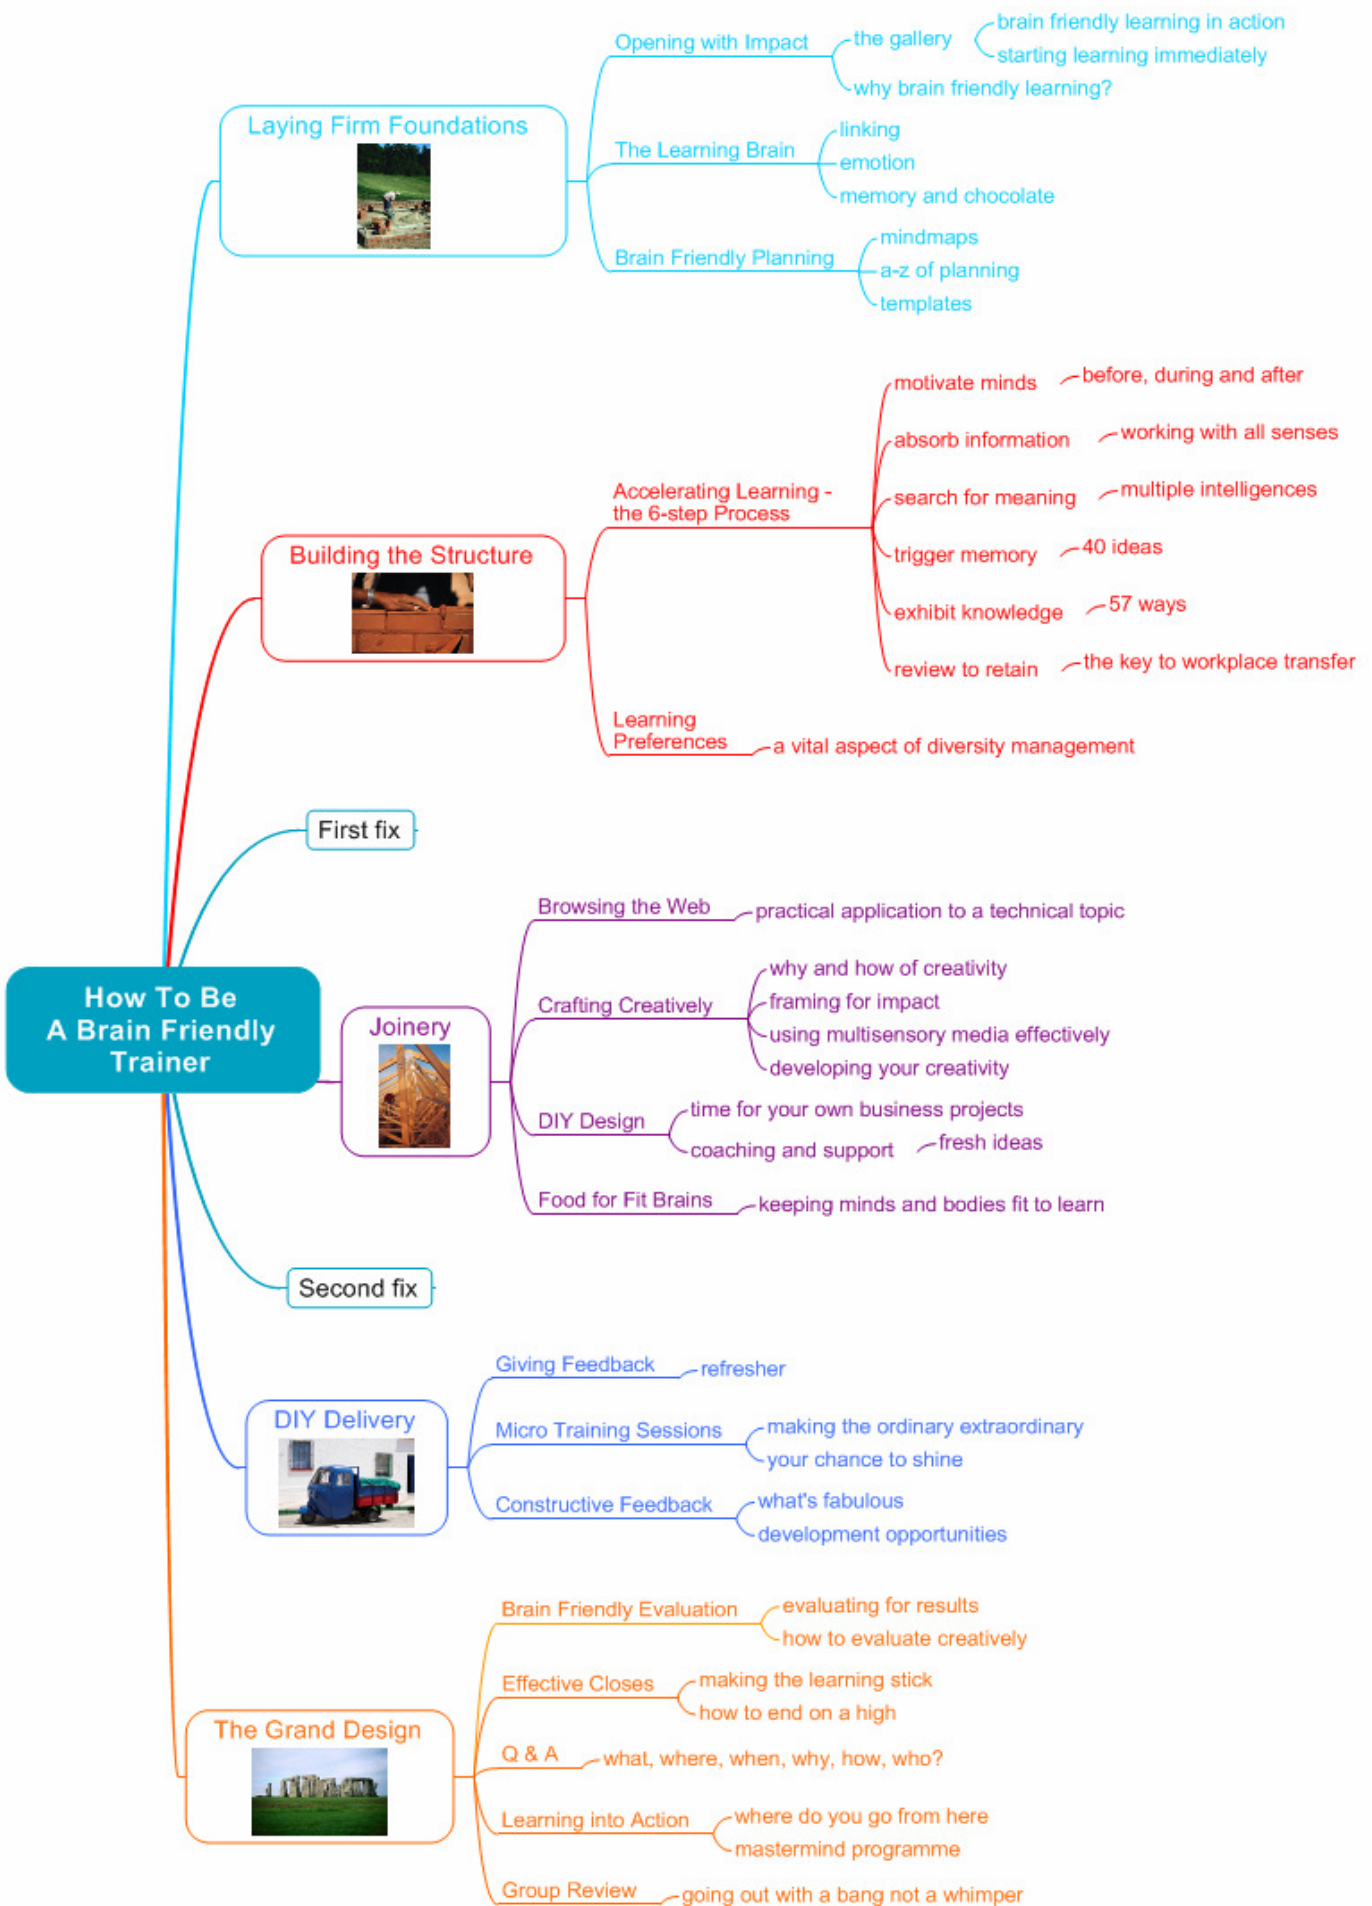 How To Be
A Brain Friendly
Trainer
Laying Firm Foundations
Opening with Impact
the gallery
brain friendly learning in action
starting learning immediately
why brain friendly learning?
The Learning Brain
linking
emotion
memory and chocolate
Brain Friendly Planning
mindmaps
a-z of planning
templates
Building the Structure
Accelerating Learning -
the 6-step Process
motivate minds
before, during and after
absorb information
working with all senses
search for meaning
multiple intelligences
trigger memory
40 ideas
exhibit knowledge
57 ways
review to retain
the key to workplace transfer
Learning
Preferences
a vital aspect of diversity management
First fix
Joinery
Browsing the Web
practical application to a technical topic
Crafting Creatively
why and how of creativity
framing for impact
using multisensory media effectively
developing your creativity
DIY Design
time for your own business projects
coaching and support
fresh ideas
Food for Fit Brains
keeping minds and bodies fit to learn
Second fix
DIY Delivery
Giving Feedback
refresher
Micro Training Sessions
making the ordinary extraordinary
your chance to shine
Constructive Feedback
what's fabulous
development opportunities
The Grand Design
Brain Friendly Evaluation
evaluating for results
how to evaluate creatively
Effective Closes
making the learning stick
how to end on a high
Q & A
what, where, when, why, how, who?
Learning into Action
where do you go from here
mastermind programme
Group Review
going out with a bang not a whimper